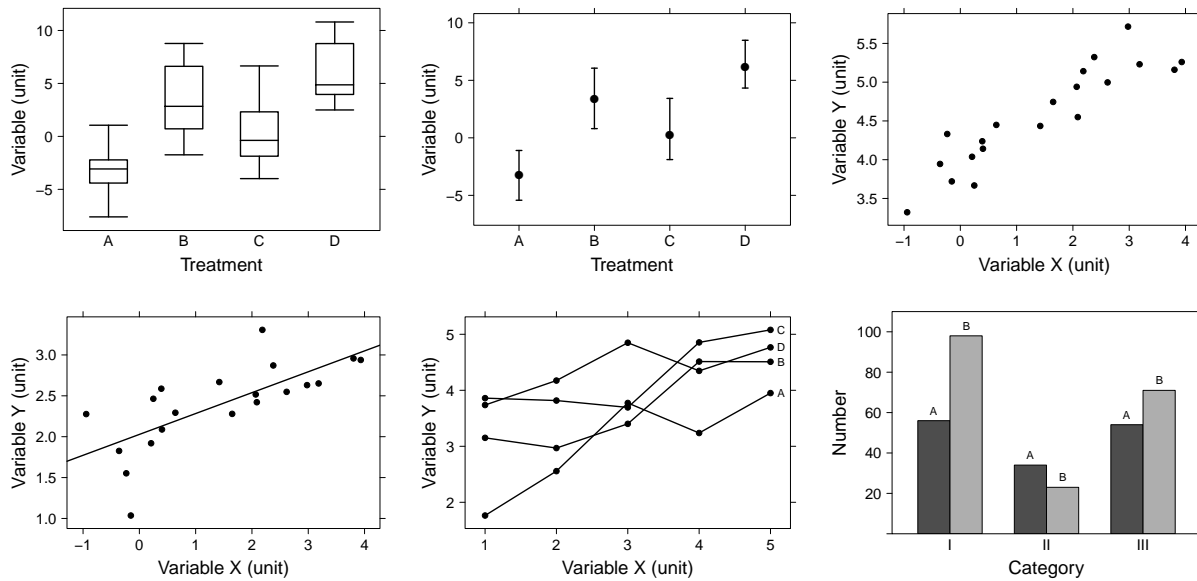 10
5
0
−5
Variable (unit)
A B C D
Treatment
10
5
0
−5
Variable (unit)
A B C D
Treatment
5.5
5.0
4.5
4.0
3.5
Variable Y (unit)
−1 0 1 2 3 4
Variable X (unit)
3.0
2.5
2.0
1.5
1.0
Variable Y (unit)
−1 0 1 2 3 4
Variable X (unit)
5
4
3
2
Variable Y (unit)
C
D
B
A
1 2 3 4 5
Variable X (unit)
100
80
60
40
20
Number
A B
A B
A B
I II III
Category